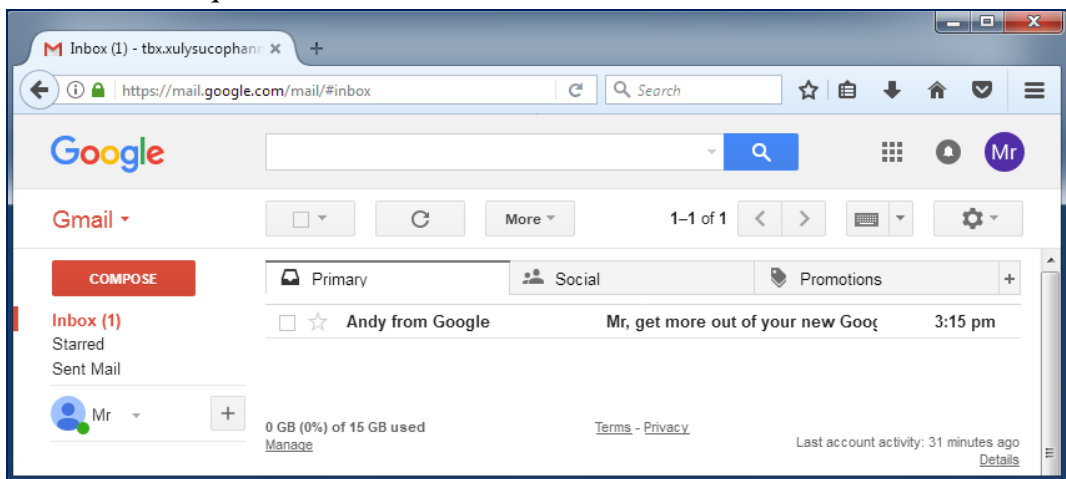 Inbox (1) - tbx.xulysucophann
https://mail.google.com/mail/#inbox
Search
Google
Mr
Gmail
More
1–1 of 1
COMPOSE
Primary
Social
Promotions
+
Inbox (1)
Andy from Google
Mr, get more out of your new Goog
3:15 pm
Starred
Sent Mail
Mr
+
0 GB (0%) of 15 GB used
Manage
Terms - Privacy
Last account activity: 31 minutes ago
Details